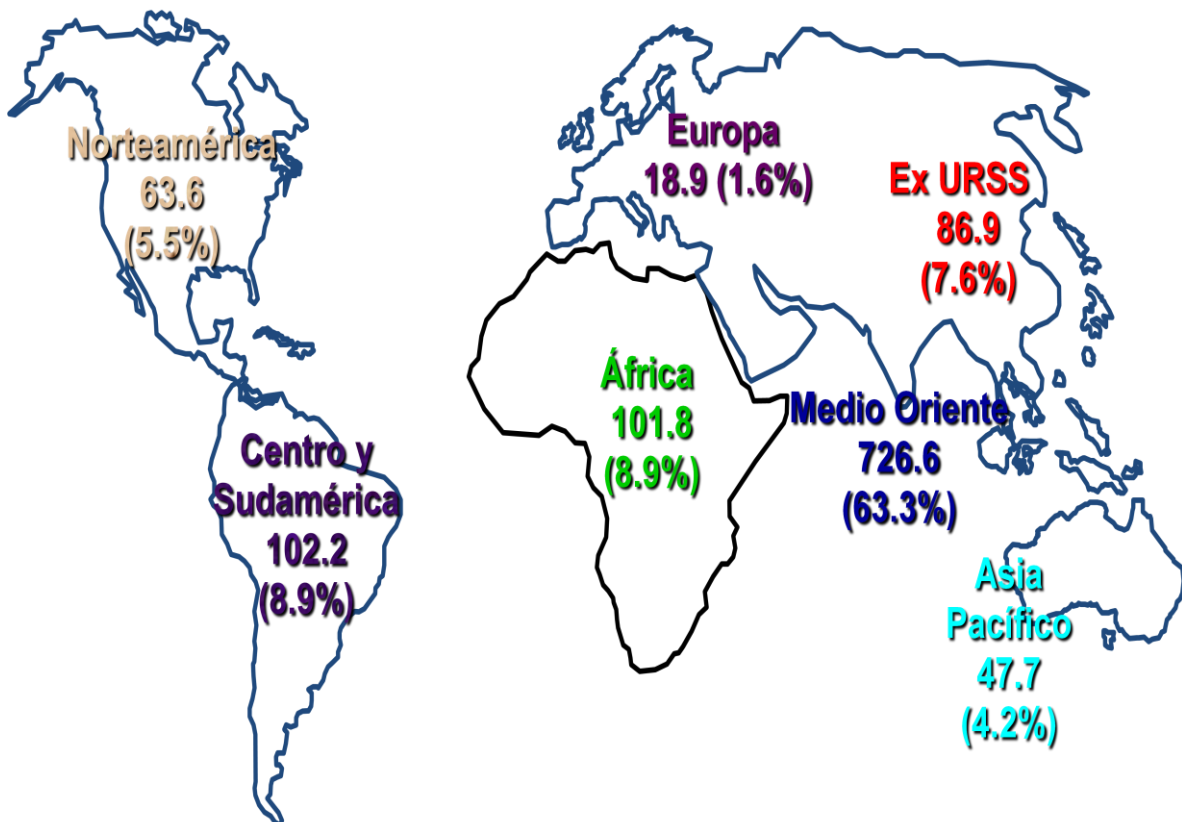 Norteamérica
63.6
(5.5%)
Europa
18.9 (1.6%)
Ex URSS
86.9
(7.6%)
África
101.8
(8.9%)
Medio Oriente
726.6
(63.3%)
Centro y
Sudamérica
102.2
(8.9%)
Asia
Pacífico
47.7
(4.2%)